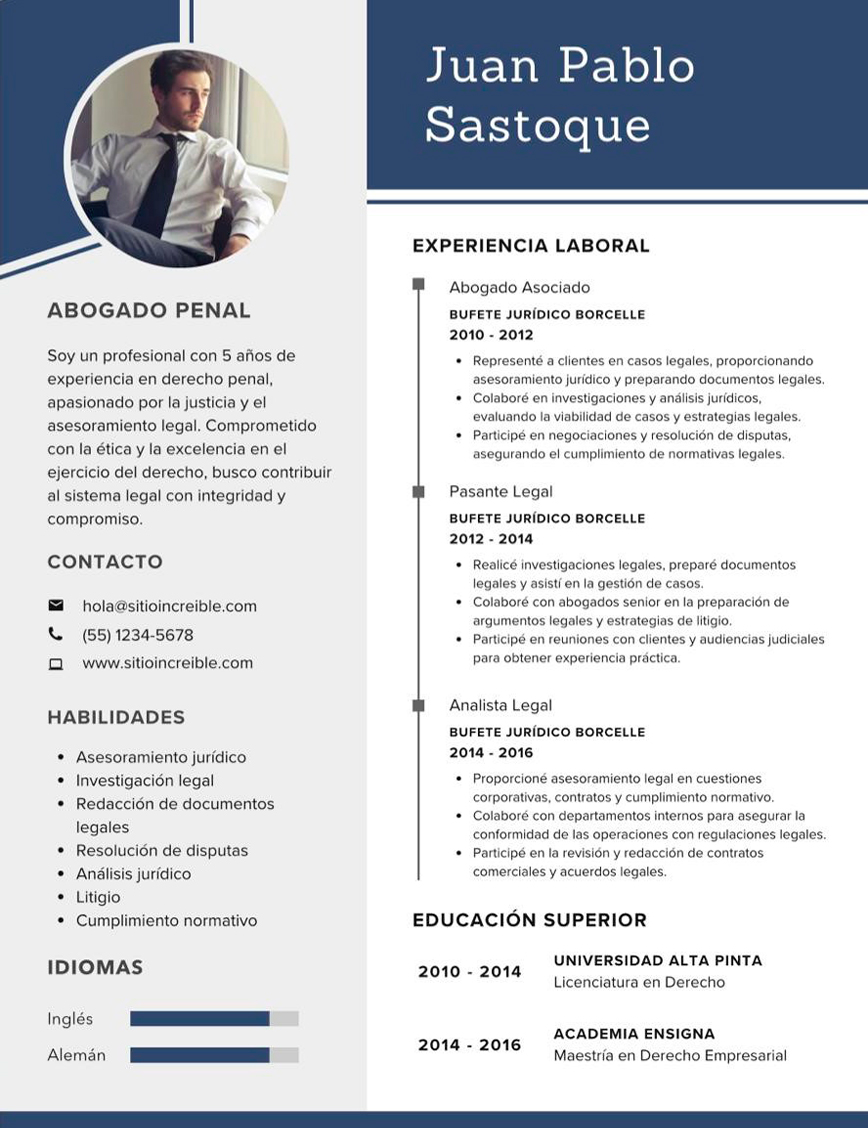 Juan Pablo
Sastoque
ABOGADO PENAL
Soy un profesional con 5 años de
experiencia en derecho penal,
apasionado por la justicia y el
asesoramiento legal. Comprometido
con la ética y la excelencia en el
ejercicio del derecho, busco contribuir
al sistema legal con integridad y
compromiso.
CONTACTO
hola@sitioincreible.com
(55) 1234-5678
www.sitioincreible.com
HABILIDADES
• Asesoramiento jurídico
• Investigación legal
• Redacción de documentos
legales
• Resolución de disputas
• Análisis jurídico
• Litigio
• Cumplimiento normativo
IDIOMAS
Inglés
Alemán
EXPERIENCIA LABORAL
Abogado Asociado
BUFETE JURÍDICO BORCELLE
2010 - 2012
• Representé a clientes en casos legales, proporcionando
asesoramiento jurídico y preparando documentos legales.
• Colaboré en investigaciones y análisis jurídicos,
evaluando la viabilidad de casos y estrategias legales.
• Participé en negociaciones y resolución de disputas,
asegurando el cumplimiento de normativas legales.
Pasante Legal
BUFETE JURÍDICO BORCELLE
2012 - 2014
• Realicé investigaciones legales, preparé documentos
legales y asistí en la gestión de casos.
• Colaboré con abogados senior en la preparación de
argumentos legales y estrategias de litigio.
• Participé en reuniones con clientes y audiencias judiciales
para obtener experiencia práctica.
Analista Legal
BUFETE JURÍDICO BORCELLE
2014 - 2016
• Proporcioné asesoramiento legal en cuestiones
corporativas, contratos y cumplimiento normativo.
• Colaboré con departamentos internos para asegurar la
conformidad de las operaciones con regulaciones legales.
• Participé en la revisión y redacción de contratos
comerciales y acuerdos legales.
EDUCACIÓN SUPERIOR
2010 - 2014
UNIVERSIDAD ALTA PINTA
Licenciatura en Derecho
2014 - 2016
ACADEMIA ENSIGNA
Maestría en Derecho Empresarial